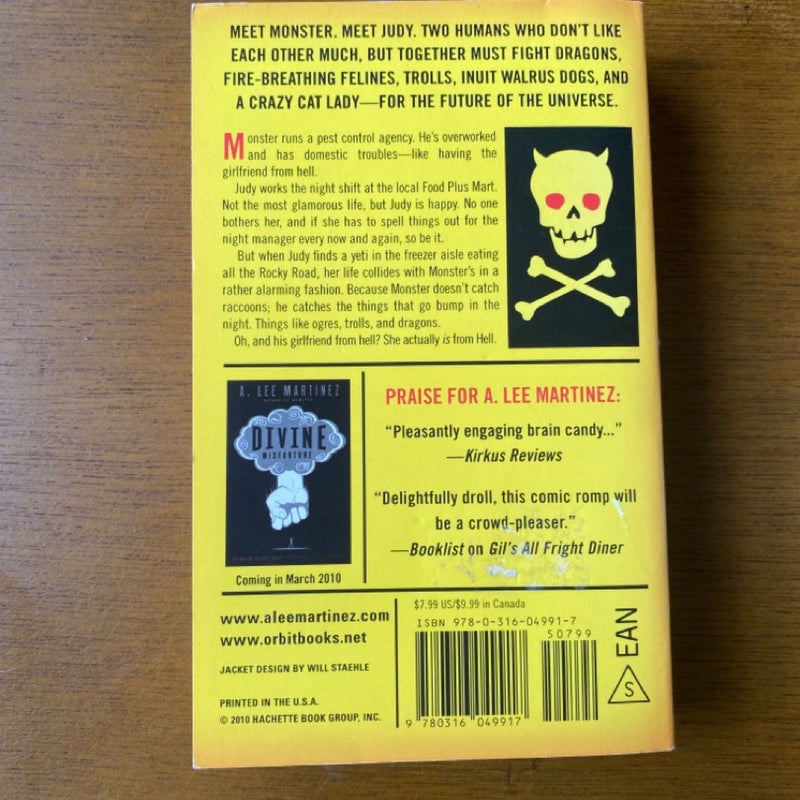 MEET MONSTER. MEET JUDY. TWO HUMANS WHO DON'T LIKE
EACH OTHER MUCH, BUT TOGETHER MUST FIGHT DRAGONS,
FIRE-BREATHING FELINES, TROLLS, INUIT WALRUS DOGS, AND
A CRAZY CAT LADY—FOR THE FUTURE OF THE UNIVERSE.
Monster runs a pest control agency. He's overworked
and has domestic troubles—like having the
girlfriend from hell.
Judy works the night shift at the local Food Plus Mart.
Not the most glamorous life, but Judy is happy. No one
bothers her, and if she has to spell things out for the
night manager every now and again, so be it.
But when Judy finds a yeti in the freezer aisle eating
all the Rocky Road, her life collides with Monster's in a
rather alarming fashion. Because Monster doesn't catch
raccoons; he catches the things that go bump in the
night. Things like ogres, trolls, and dragons.
Oh, and his girlfriend from hell? She actually is from Hell.
A. LEE MARTINEZ
DIVINE
MISFORTUNE
Coming in March 2010
PRAISE FOR A. LEE MARTINEZ:
"Pleasantly engaging brain candy..."
—Kirkus Reviews
"Delightfully droll, this comic romp will
be a crowd-pleaser."
—Booklist on Gil's All Fright Diner
www.aleemartinez.com
www.orbitbooks.net
JACKET DESIGN BY WILL STAEHLE
PRINTED IN THE U.S.A.
© 2010 HACHETTE BOOK GROUP, INC.
$7.99 US/$9.99 in Canada
ISBN 978-0-316-04991-7
50799
9 780316 049917
EAN
S